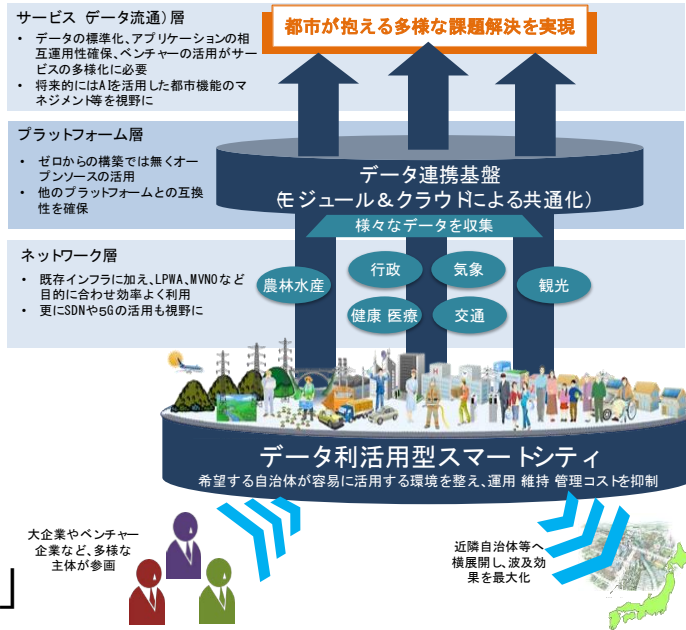 サービス データ流通)層
• データの標準化、アプリケーションの相
互運用性確保、ベンチャーの活用がサー
ビスの多様化に必要
• 将来的にはAIを活用した都市機能のマ
ネジメント等を視野に
都市が抱える多様な課題解決を実現
プラットフォーム層
• ゼロからの構築では無くオー
プンソースの活用
• 他のプラットフォームとの互換
性を確保
データ連携基盤
(モジュール&クラウドによる共通化)
様々なデータを収集
ネットワーク層
• 既存インフラに加え、LPWA、MVNOなど
目的に合わせ効率よく利用
• 更にSDNや5Gの活用も視野に
農林水産
行政
気象
観光
健康 医療
交通
データ利活用型スマートシティ
希望する自治体が容易に活用する環境を整え、運用 維持 管理コストを抑制
大企業やベンチャー
企業など、多様な
主体が参画
近隣自治体等へ
横展開し、波及効
果を最大化
」